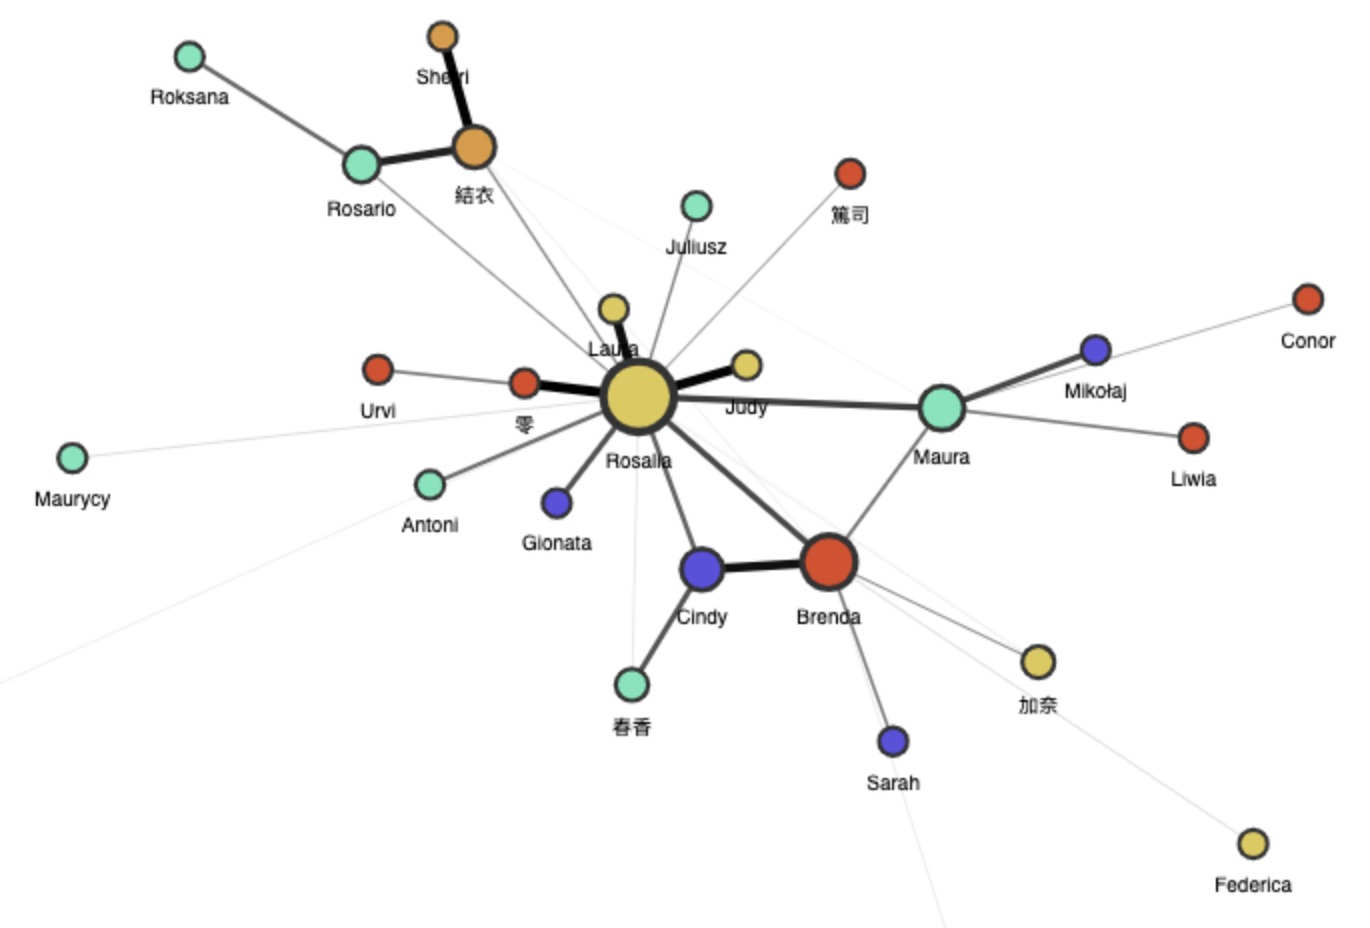 Sherri
Roksana
結衣
Rosario
篤司
Juliusz
Conor
Laura
Mikołaj
Judy
Urvi
零
Maura
Rosalia
Liwia
Maurycy
Antoni
Gionata
Cindy
Brenda
加奈
春香
Sarah
Federica